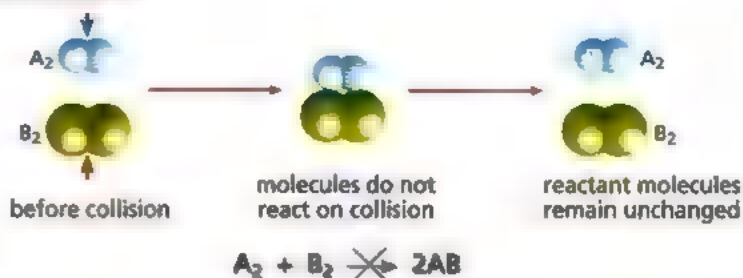 A₂
A₂
B₂
B₂
before collision
molecules do not
react on collision
reactant molecules
remain unchanged
A₂ + B₂ → 2AB